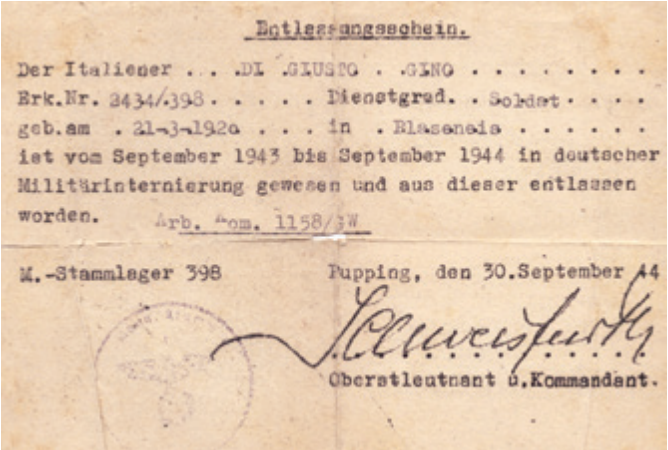 Entlassungsschein.
Der Italiener . . . .DI .GIUSTO . .GINO . . . . . . . . .
Erk.Nr. 2434/.398. . . . . . Dienstgrad. . Soldat. . . . .
geb.am . 21-3-1920 . . . . in . Blaseneis . . . . . .
ist vom September 1943 bis September 1944 in deutscher
Militärinternierung gewesen und aus dieser entlassen
worden. Arb. Kom. 1158/GW
M.-Stammlager 398 Pupping, den 30.September 44
Oberstleutnant u.Kommandant.